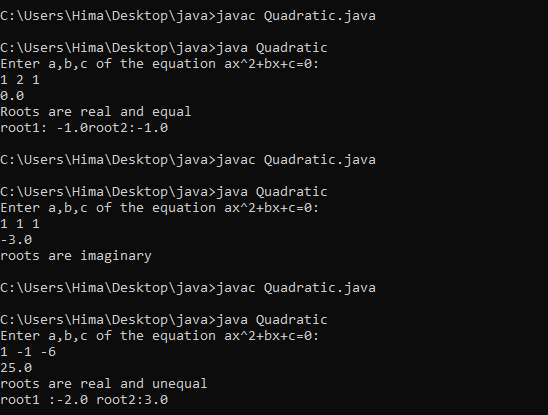 C:\Users\Hima\Desktop\java>javac Quadratic.java
C:\Users\Hima\Desktop\java>java Quadratic
Enter a,b,c of the equation ax^2+bx+c=0:
1 2 1
0.0
Roots are real and equal
root1: -1.0root2:-1.0
C:\Users\Hima\Desktop\java>javac Quadratic.java
C:\Users\Hima\Desktop\java>java Quadratic
Enter a,b,c of the equation ax^2+bx+c=0:
1 1 1
-3.0
roots are imaginary
C:\Users\Hima\Desktop\java>javac Quadratic.java
C:\Users\Hima\Desktop\java>java Quadratic
Enter a,b,c of the equation ax^2+bx+c=0:
1 -1 -6
25.0
roots are real and unequal
root1 :-2.0 root2:3.0